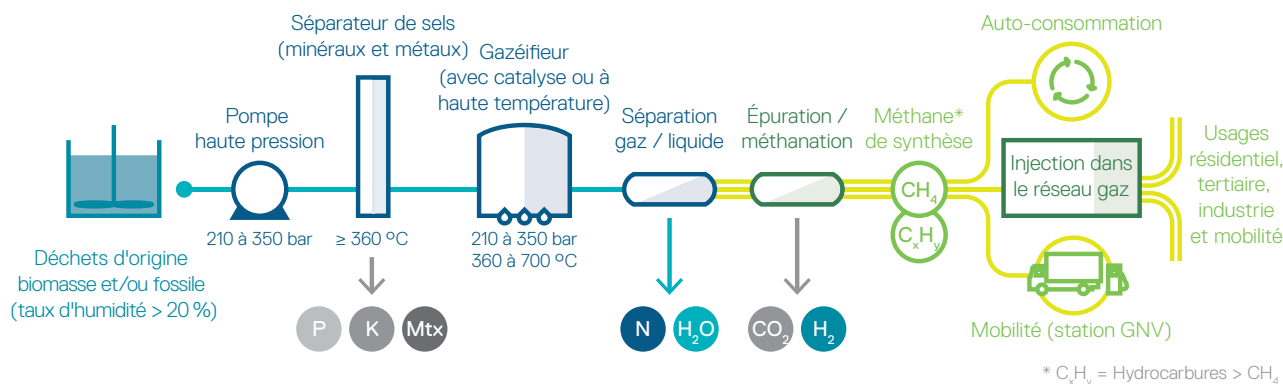 Déchets d'origine
biomasse et/ou fossile
(taux d'humidité > 20 %)
Pompe
haute pression
210 à 350 bar
Séparateur de sels
(minéraux et métaux)
≥ 360 °C
P
K
Mtx
Gazéifieur
(avec catalyse ou à
haute température)
210 à 350 bar
360 à 700 °C
Séparation
gaz / liquide
N
H₂O
Épuration /
méthanation
CO₂
H₂
Méthane*
de synthèse
CH₄
CₓHᵧ
Auto-consommation
Injection dans
le réseau gaz
Usages
résidentiel,
tertiaire,
industrie
et mobilité
Mobilité (station GNV)
* CₓHᵧ = Hydrocarbures > CH₄